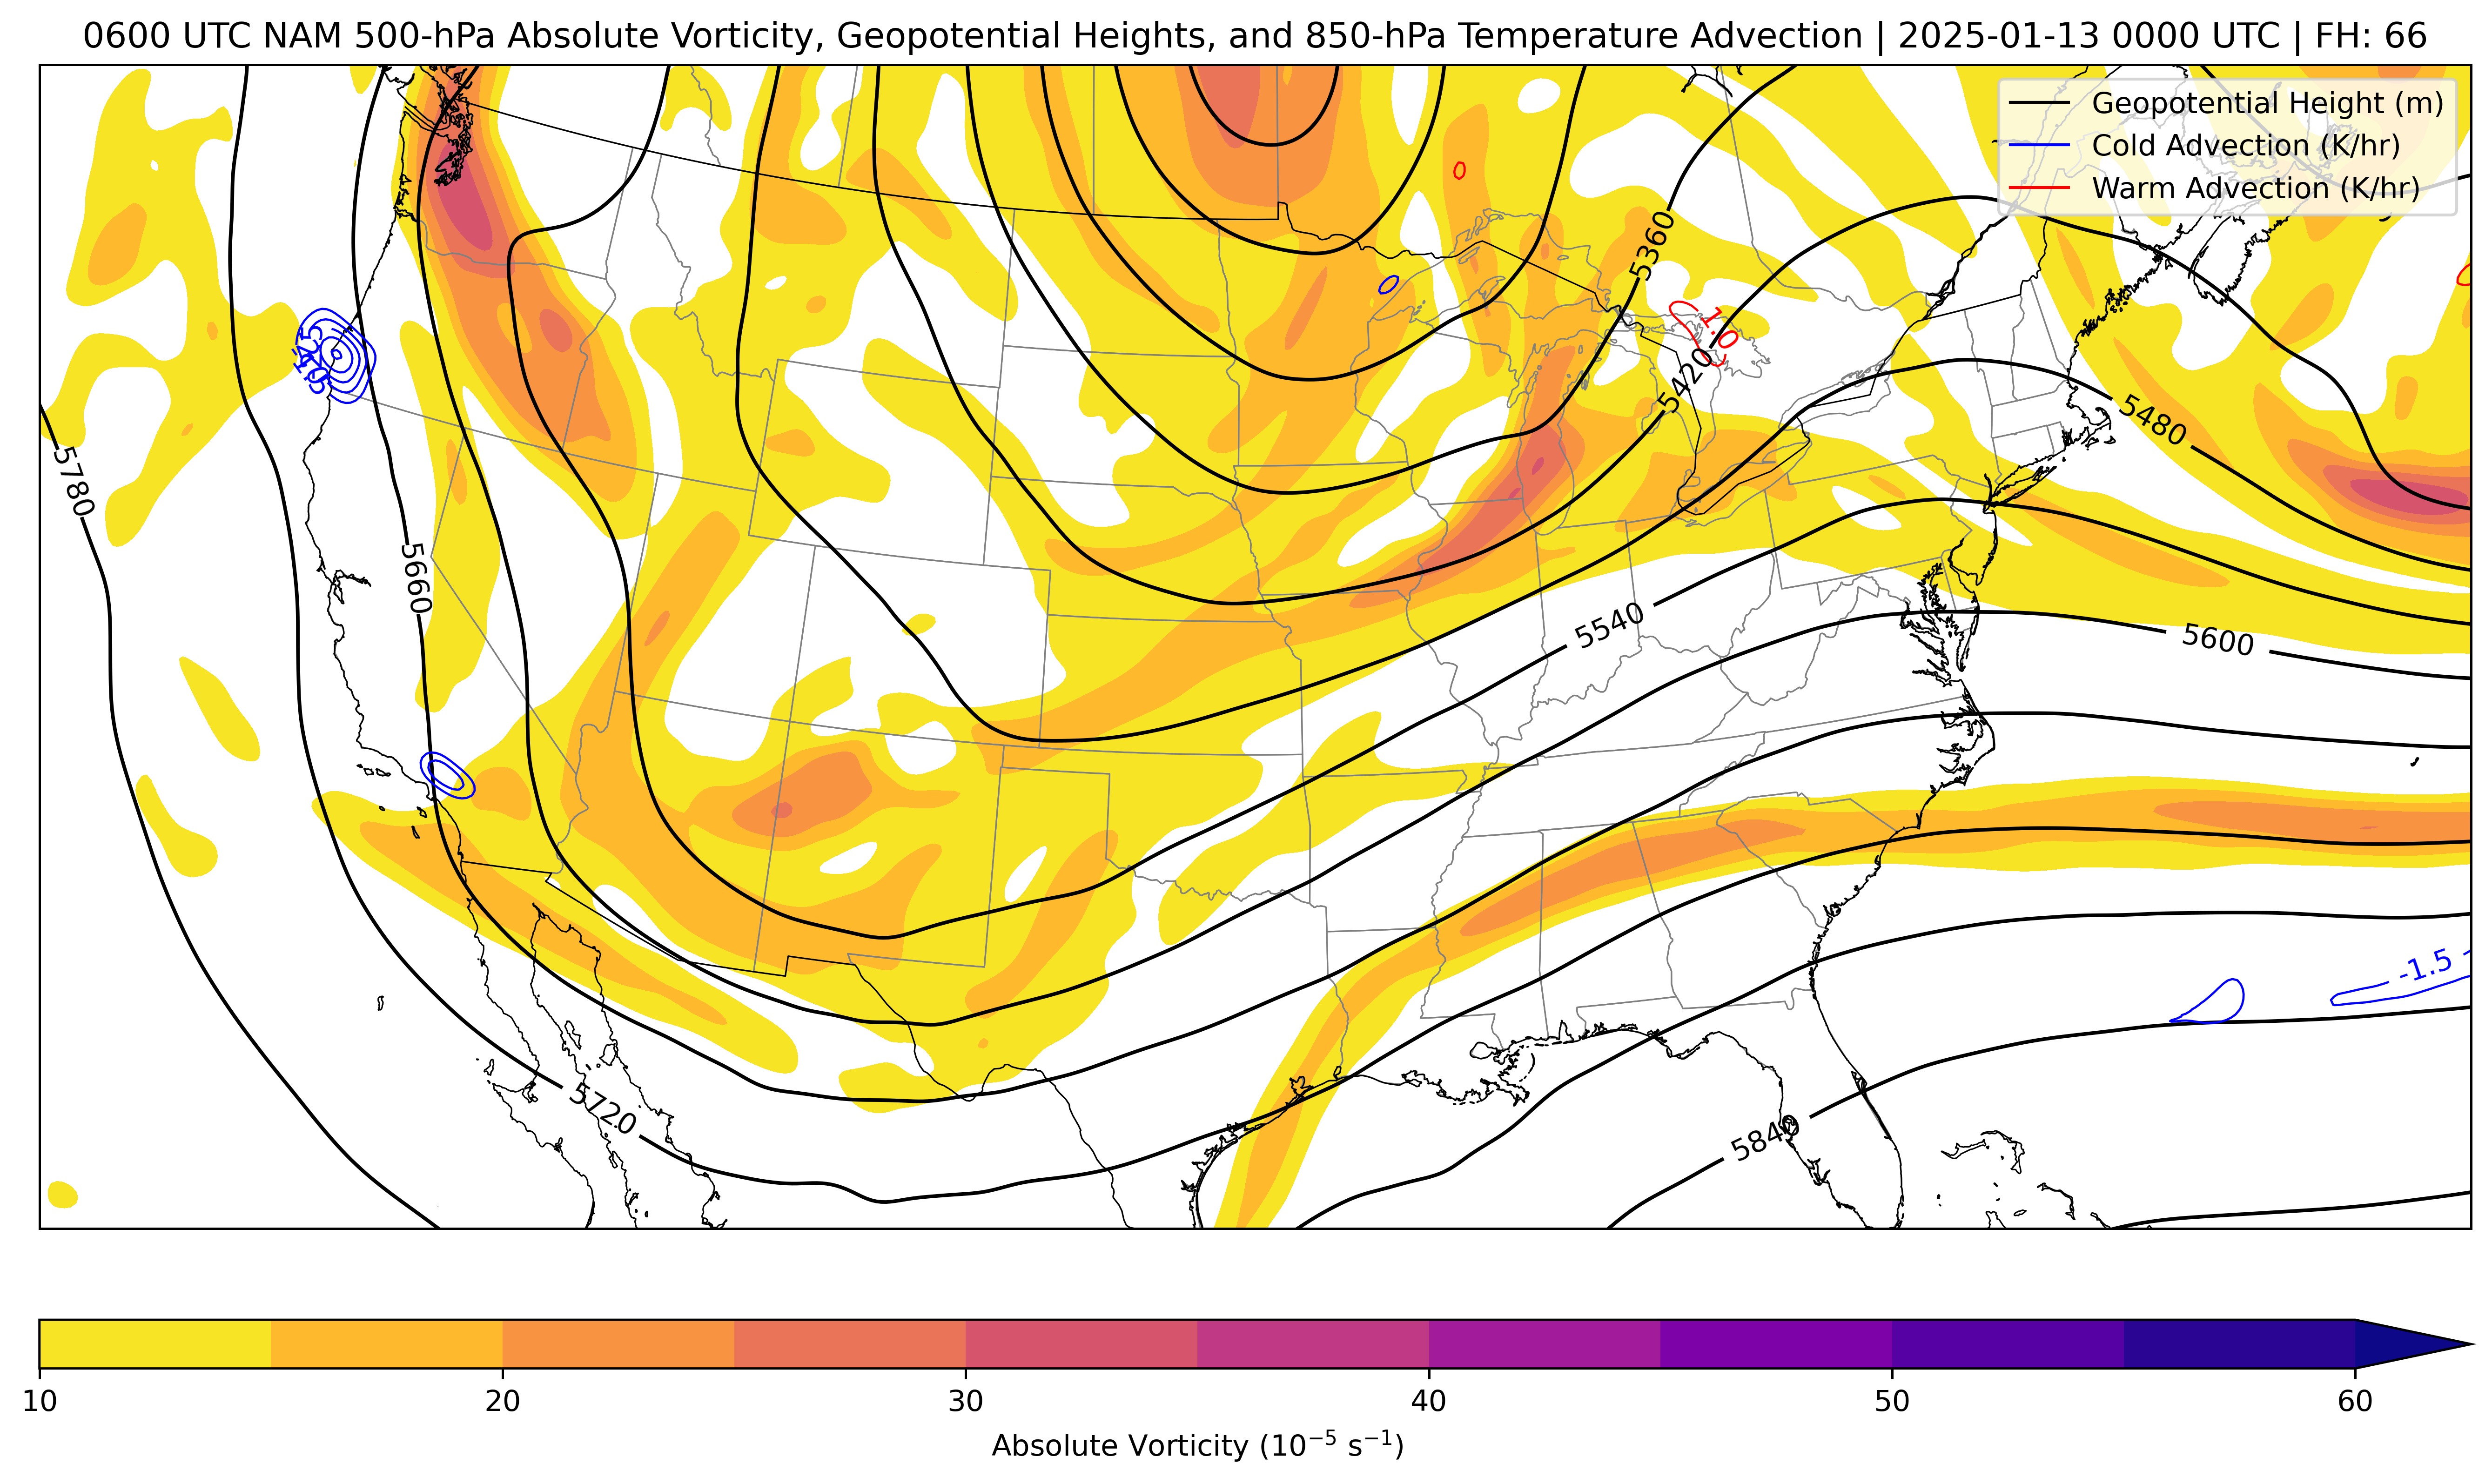 0600 UTC NAM 500-hPa Absolute Vorticity, Geopotential Heights, and 850-hPa Temperature Advection | 2025-01-13 0000 UTC | FH: 66
Geopotential Height (m)
Cold Advection (K/hr)
Warm Advection (K/hr)
5360
1.0
5420
5480
5780
5660
5540
5600
-1.5
5720
5840
10 20 30 40 50 60
Absolute Vorticity (10⁻⁵ s⁻¹)